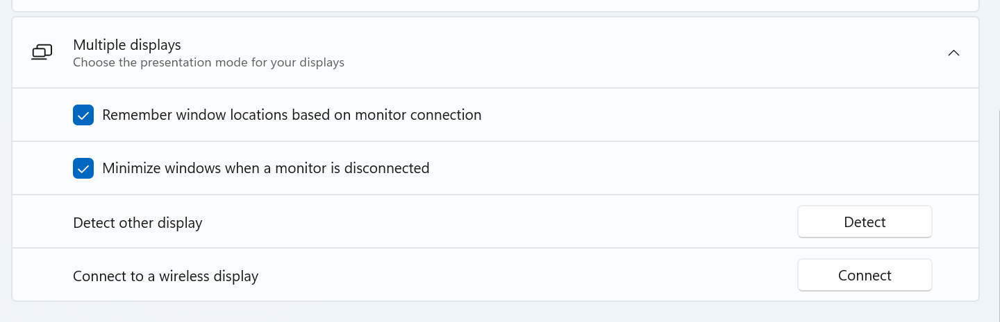 Multiple displays
Choose the presentation mode for your displays
Remember window locations based on monitor connection
Minimize windows when a monitor is disconnected
Detect other display
Detect
Connect to a wireless display
Connect